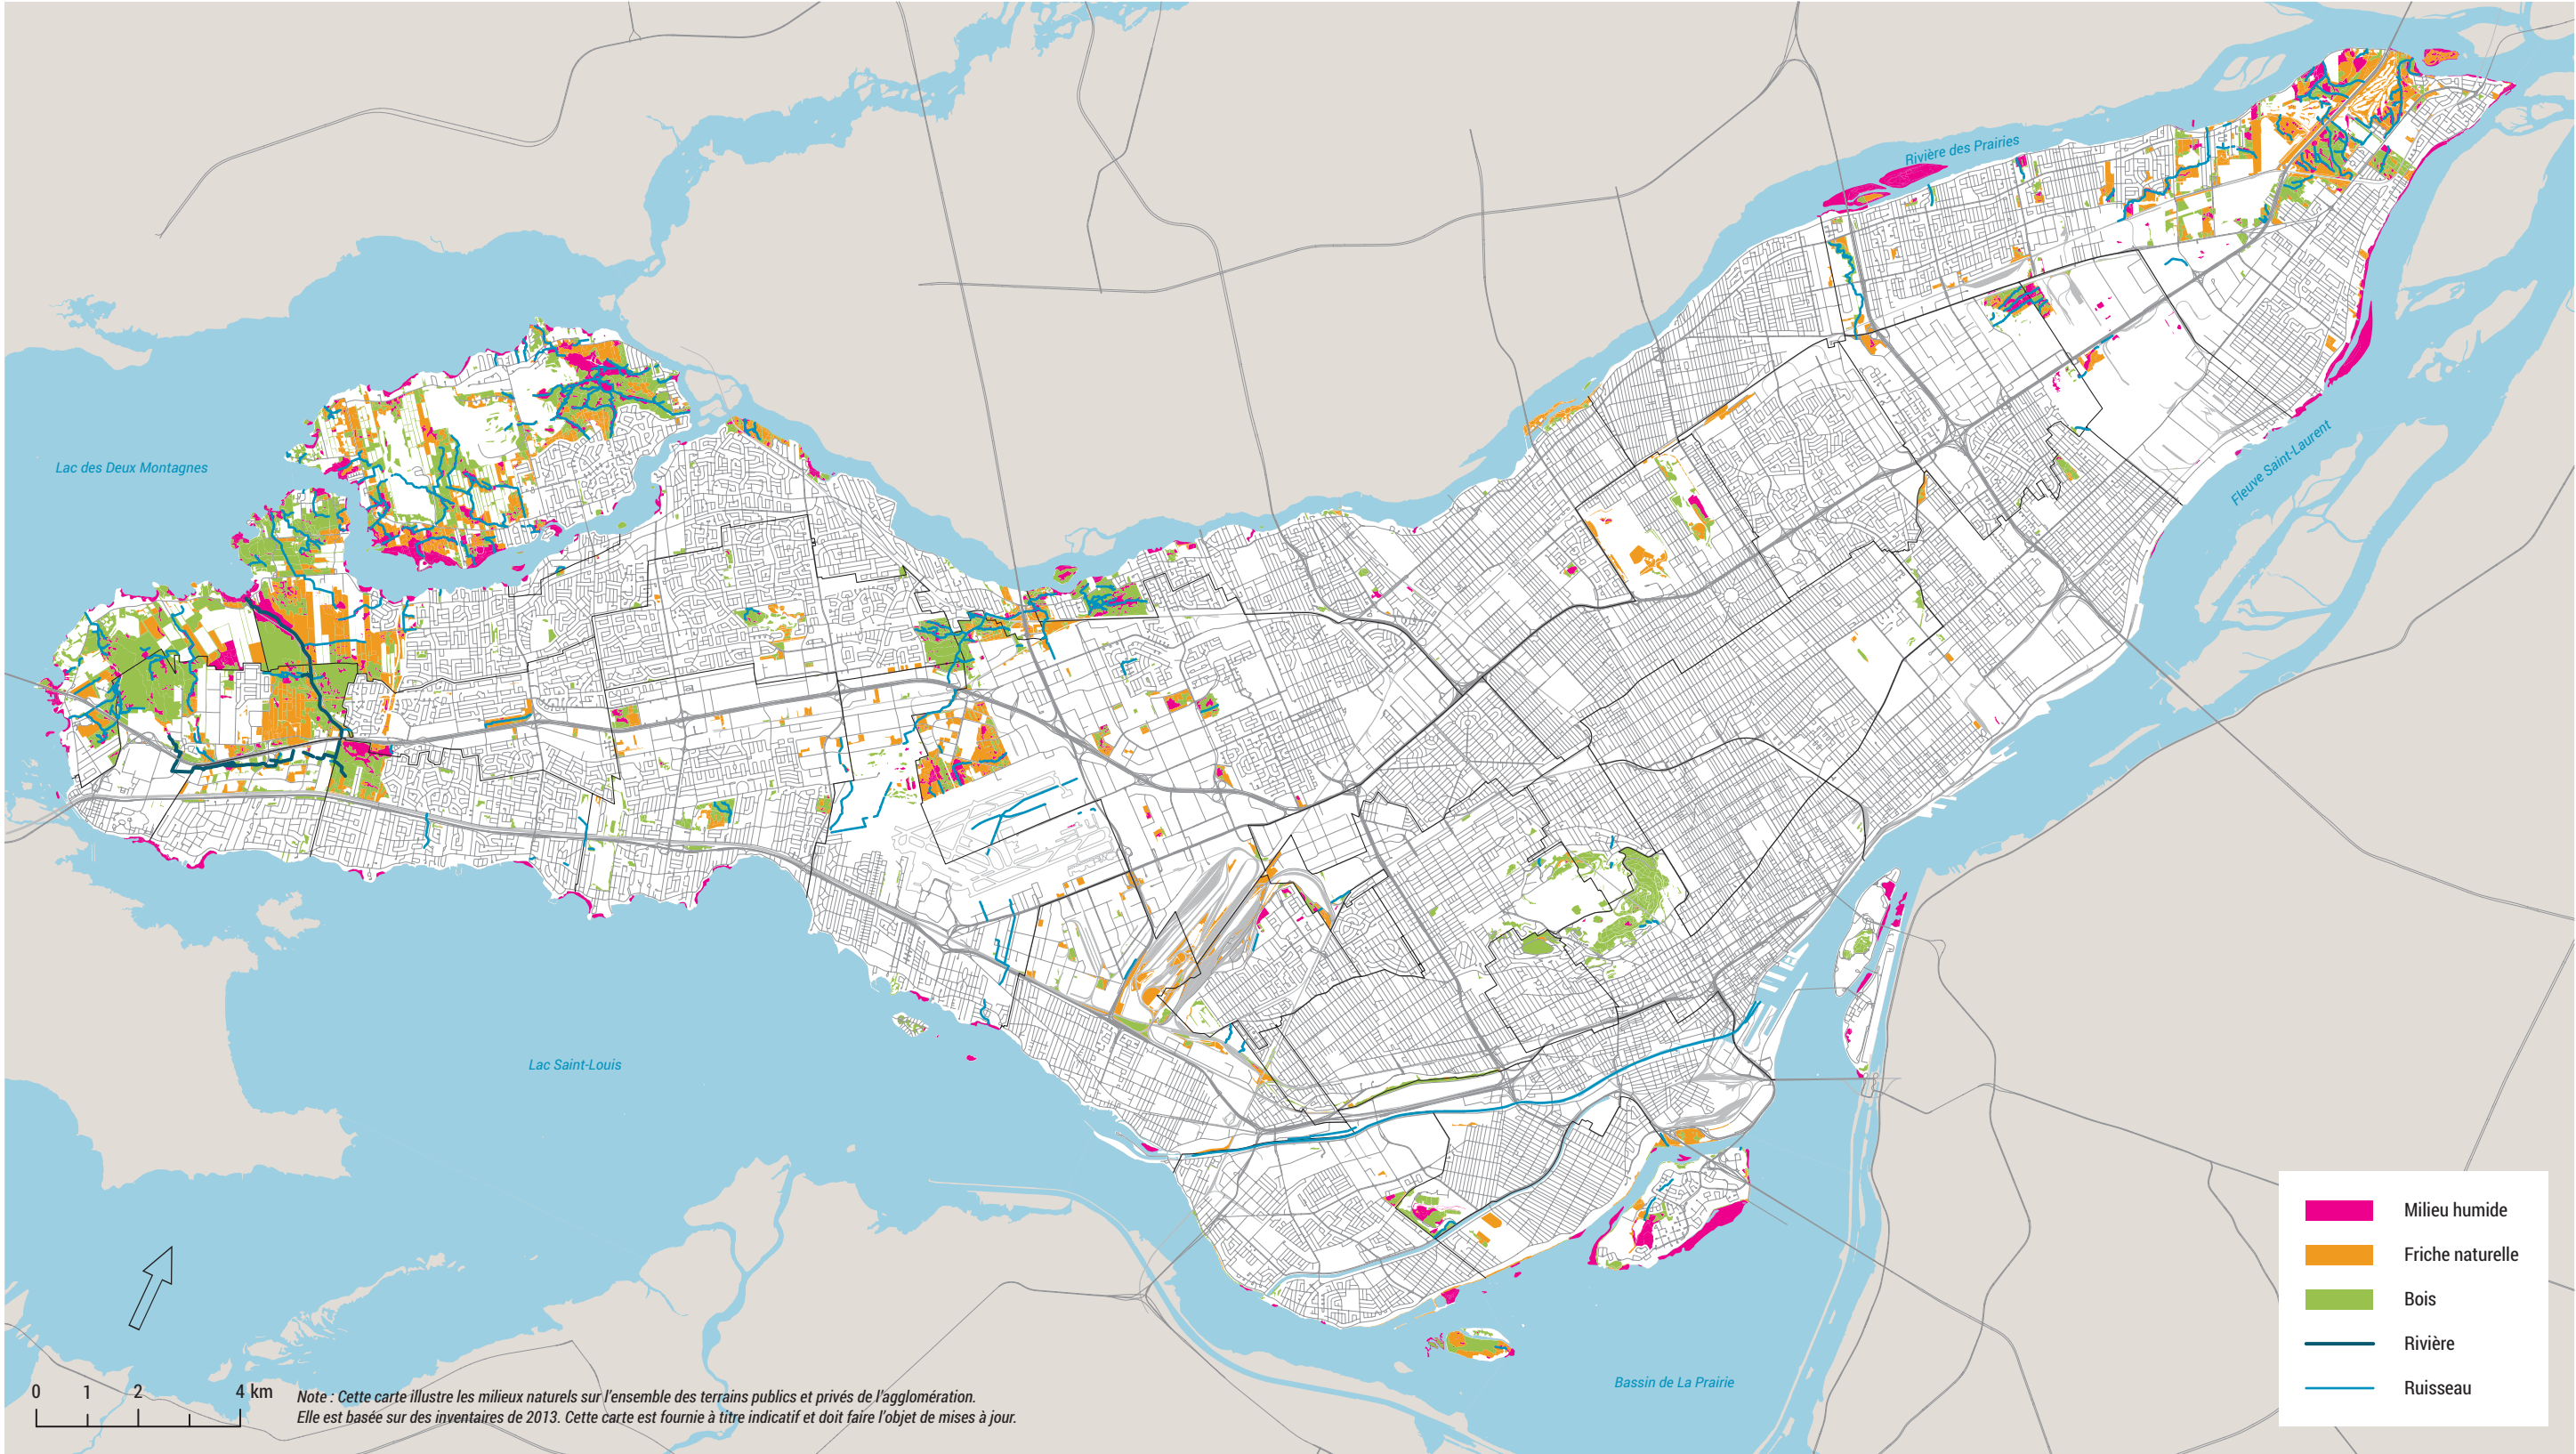 Rivière des Prairies
Lac des Deux Montagnes
Fleuve Saint-Laurent
Lac Saint-Louis
Bassin de La Prairie
Milieu humide
Friche naturelle
Bois
Rivière
Ruisseau
0 1 2 4 km
Note : Cette carte illustre les milieux naturels sur l'ensemble des terrains publics et privés de l'agglomération.
Elle est basée sur des inventaires de 2013. Cette carte est fournie à titre indicatif et doit faire l'objet de mises à jour.